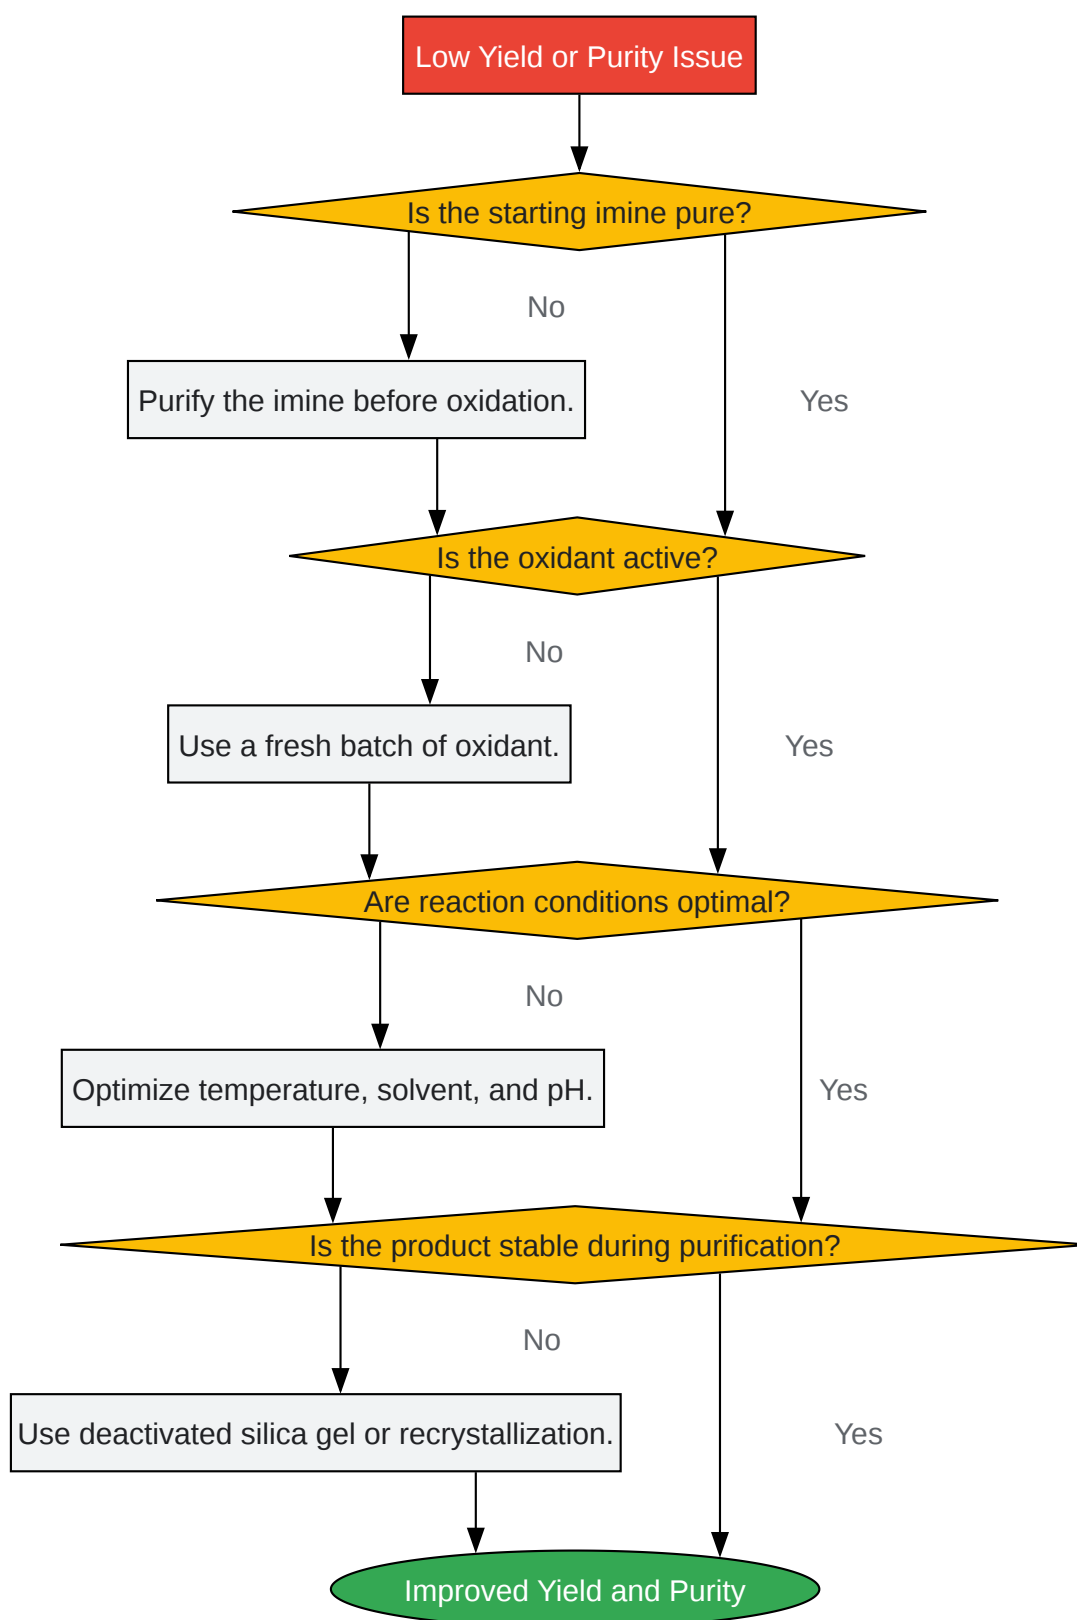 Low Yield or Purity Issue
Is the starting imine pure?
No
Purify the imine before oxidation.
Yes
Is the oxidant active?
No
Use a fresh batch of oxidant.
Yes
Are reaction conditions optimal?
No
Optimize temperature, solvent, and pH.
Yes
Is the product stable during purification?
No
Use deactivated silica gel or recrystallization.
Yes
Improved Yield and Purity